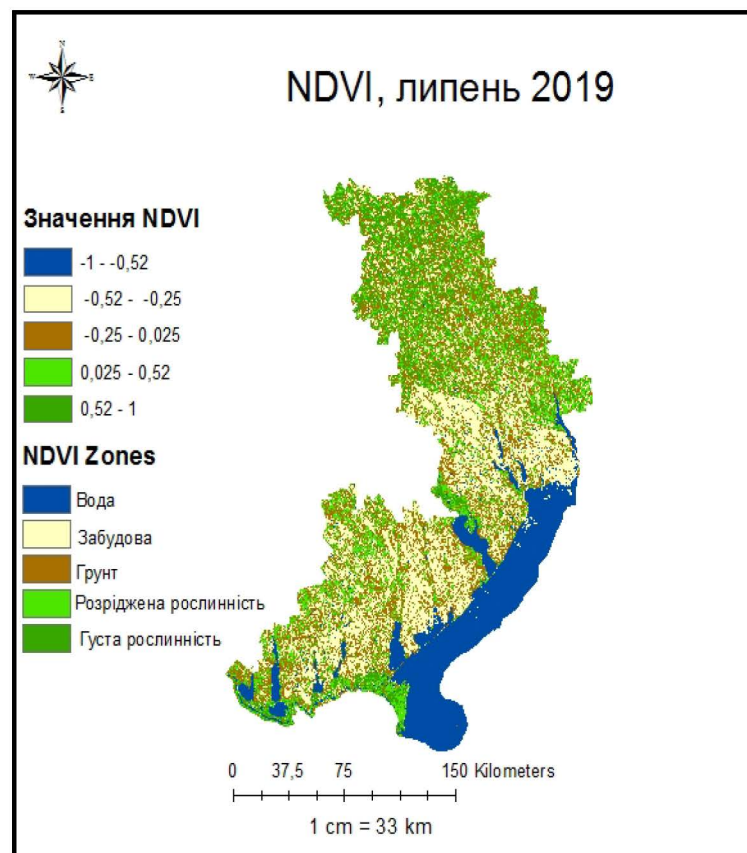 N
W E
S
NDVI, липень 2019
Значення NDVI
-1 - -0,52
-0,52 - -0,25
-0,25 - 0,025
0,025 - 0,52
0,52 - 1
NDVI Zones
Вода
Забудова
Грунт
Розріджена рослинність
Густа рослинність
0 37,5 75 150 Kilometers
1 cm = 33 km